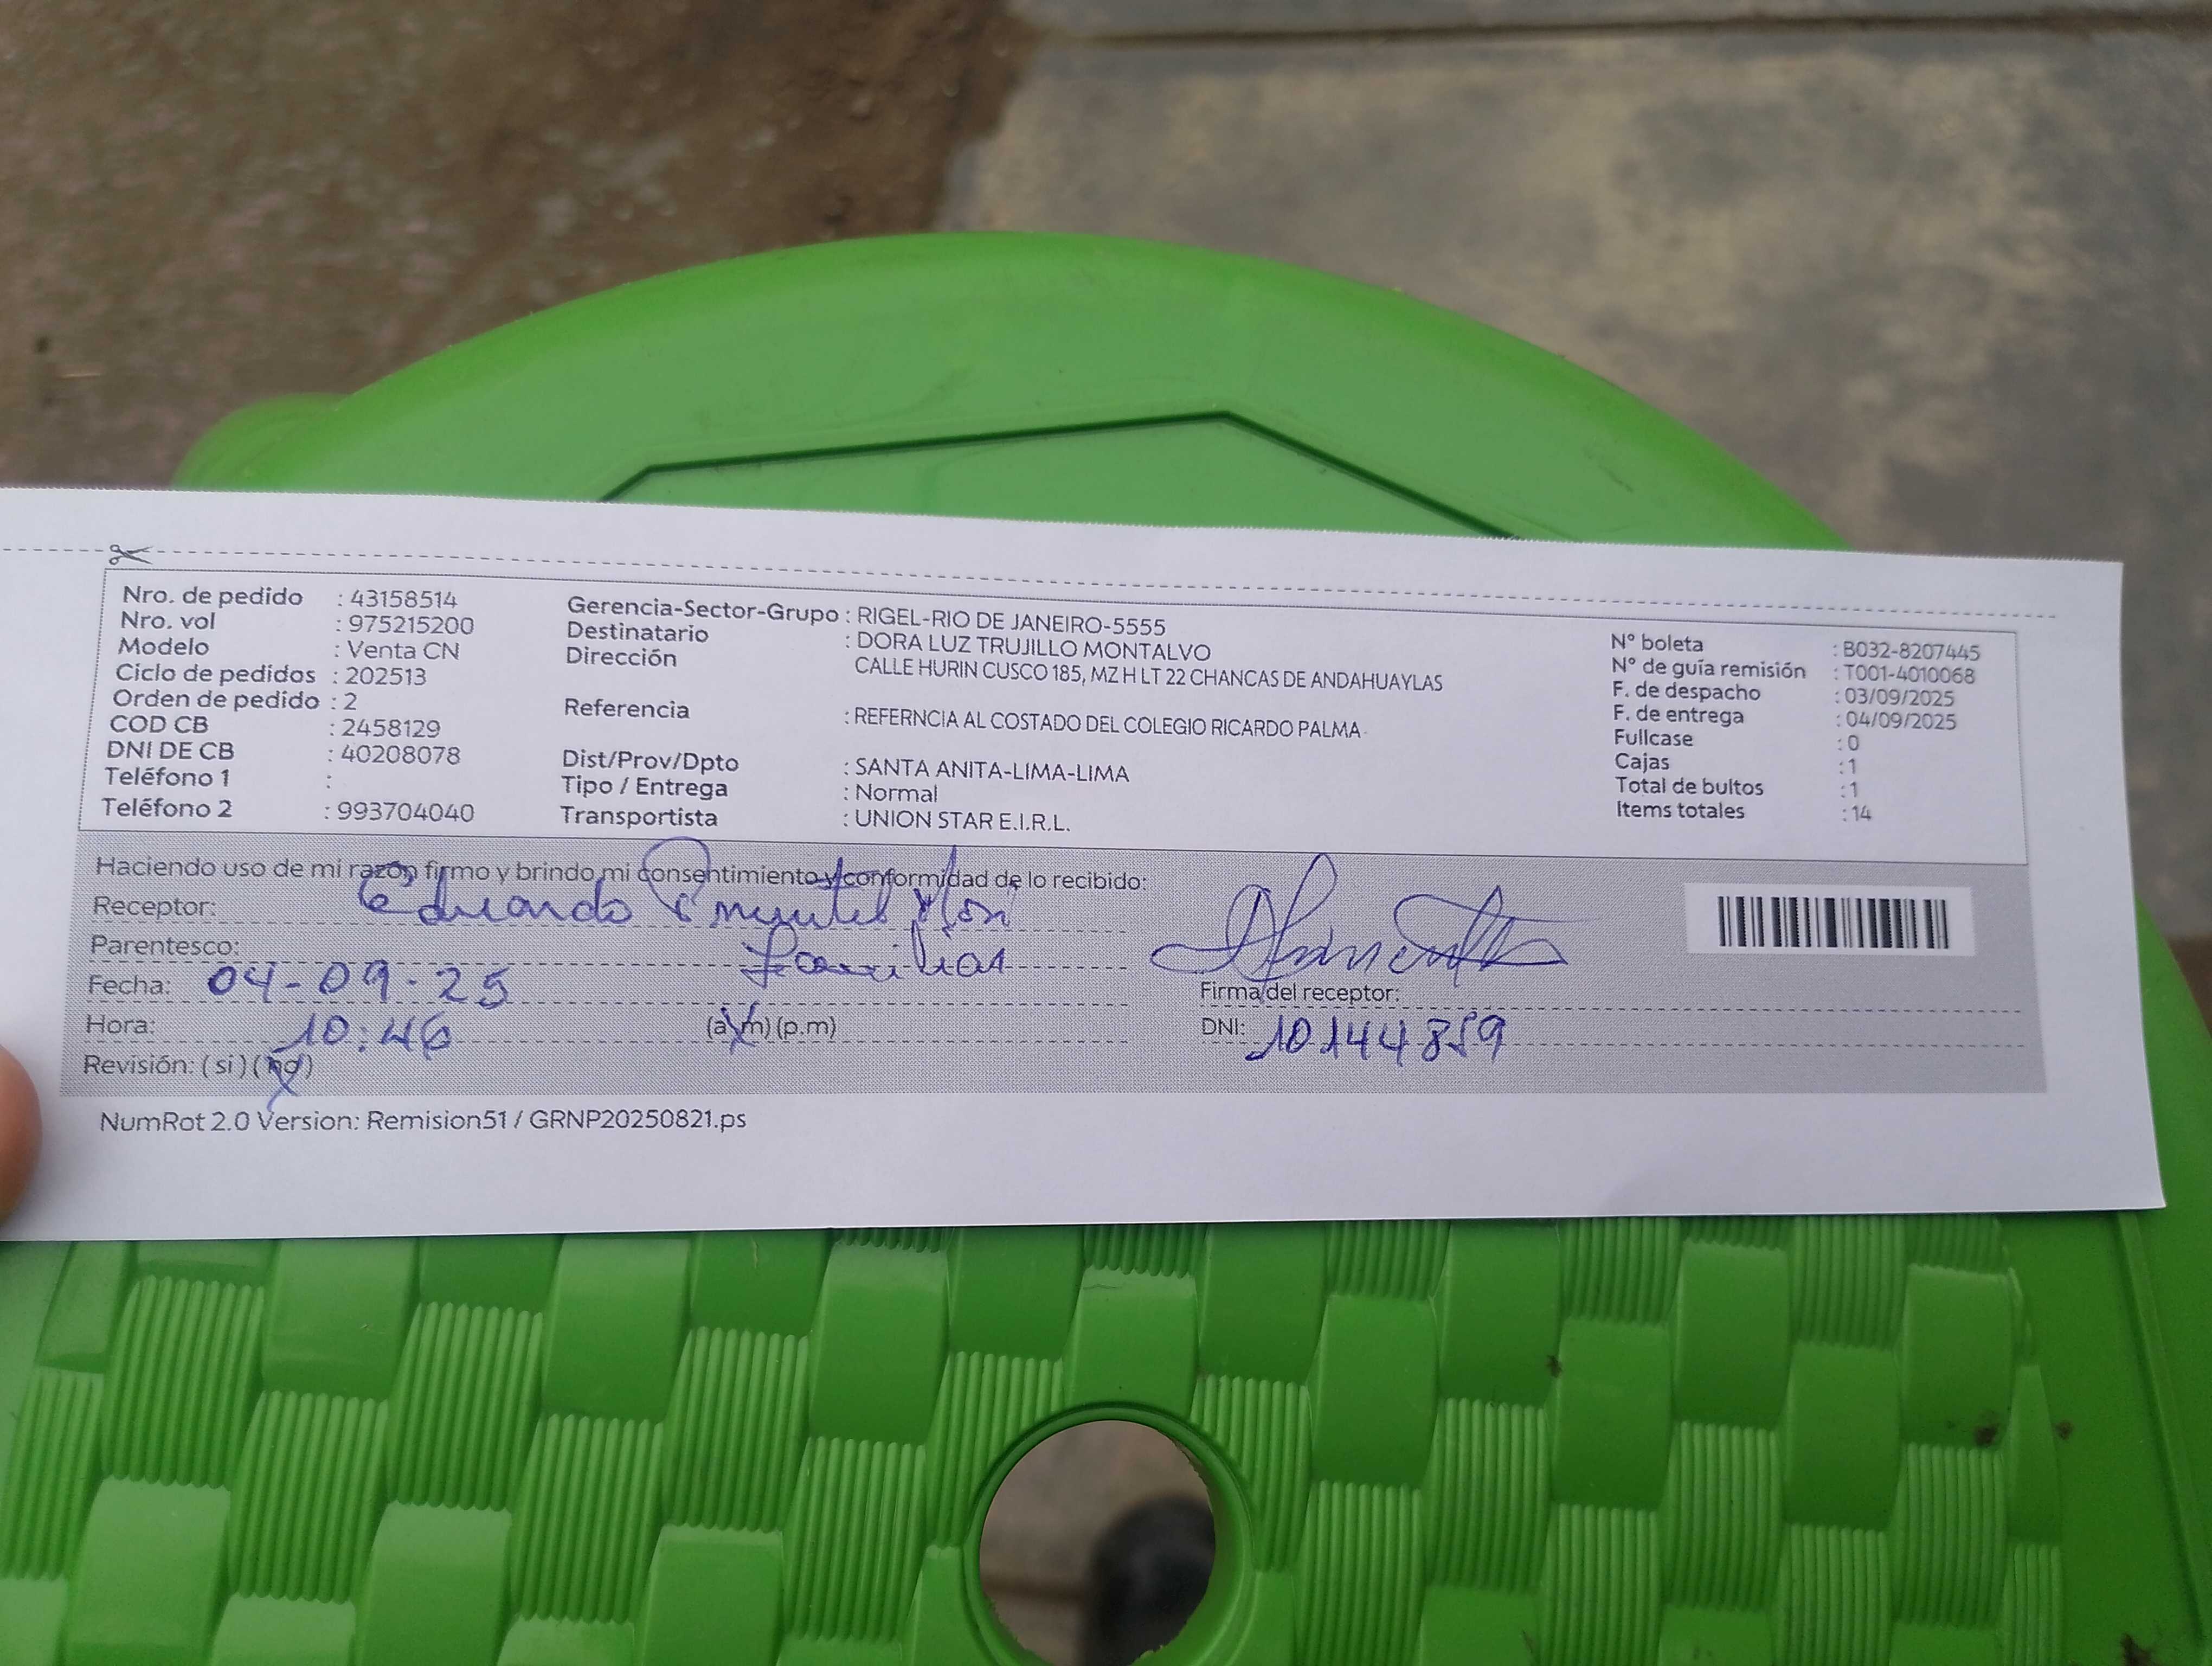 Nro. de pedido : 43158514
Nro. vol : 975215200
Modelo : Venta CN
Ciclo de pedidos : 202513
Orden de pedido : 2
COD CB : 2458129
DNI DE CB : 40208078
Teléfono 1 :
Teléfono 2 : 993704040
Gerencia-Sector-Grupo : RIGEL-RIO DE JANEIRO-5555
Destinatario : DORA LUZ TRUJILLO MONTALVO
Dirección CALLE HURIN CUSCO 185, MZ H LT 22 CHANCAS DE ANDAHUAYLAS
Referencia : REFERNCIA AL COSTADO DEL COLEGIO RICARDO PALMA
Dist/Prov/Dpto : SANTA ANITA-LIMA-LIMA
Tipo / Entrega : Normal
Transportista : UNION STAR E.I.R.L.
N° boleta : B032-8207445
N° de guía remisión : T001-4010068
F. de despacho : 03/09/2025
F. de entrega : 04/09/2025
Fullcase : 0
Cajas : 1
Total de bultos : 1
Items totales : 14
Haciendo uso de mi razón firmo y brindo mi consentimiento y conformidad de lo recibido:
Receptor: Eduardo
Parentesco: Familiar
Fecha: 04-09-25
Hora: 10:46 (a.m) (p.m)
Revisión: (si) (no)
Firma del receptor:
DNI: 10144859
NumRot 2.0 Version: Remision51 / GRNP20250821.ps